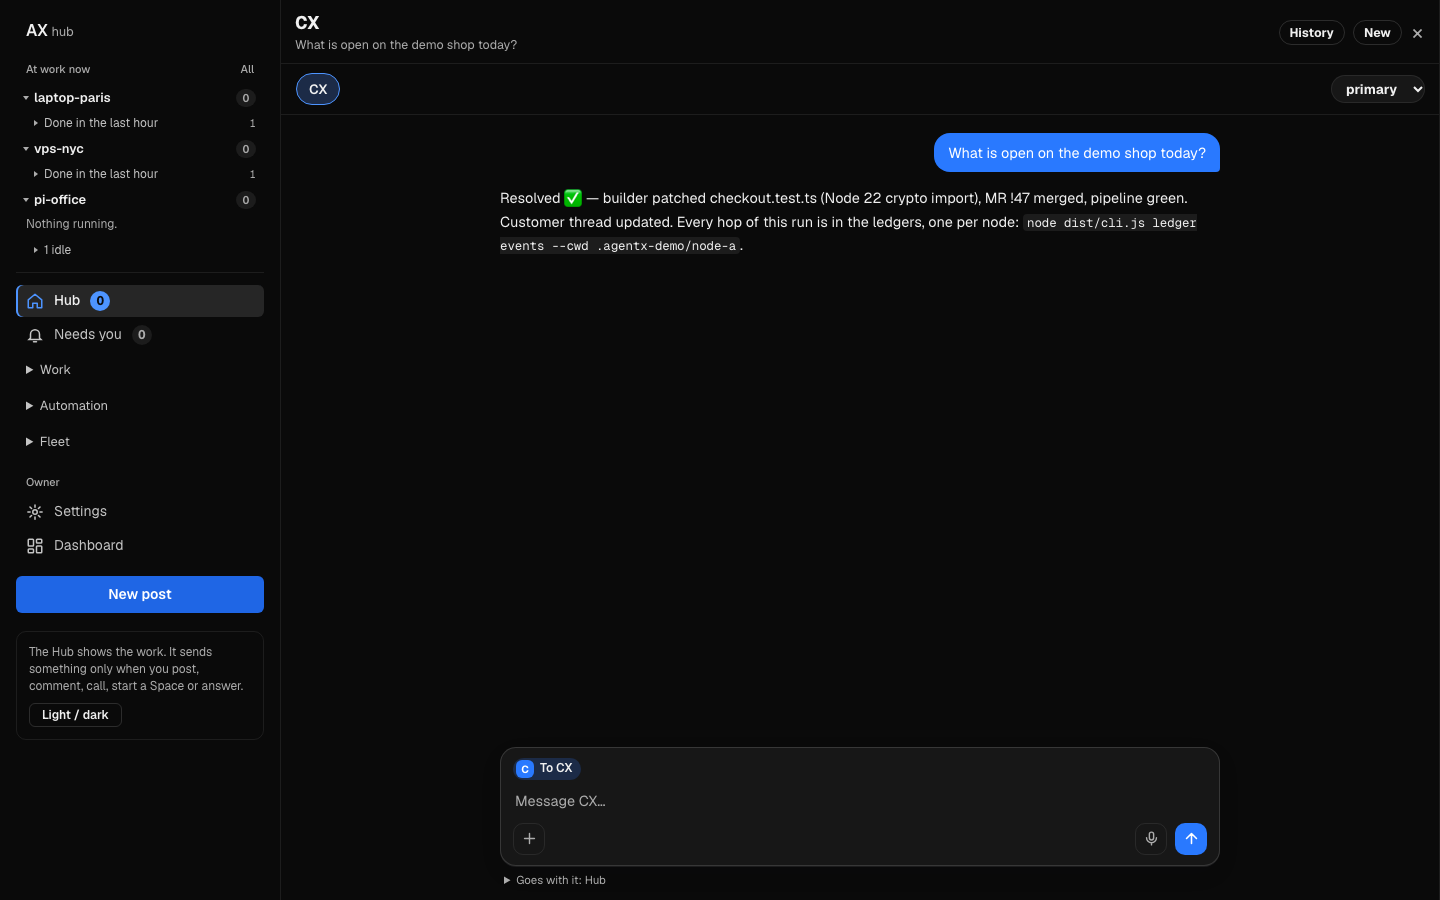 AX hub
At work now All
laptop-paris 0
Done in the last hour 1
vps-nyc 0
Done in the last hour 1
pi-office 0
Nothing running.
1 idle
Hub 0
Needs you 0
Work
Automation
Fleet
Owner
Settings
Dashboard
New post
The Hub shows the work. It sends
something only when you post,
comment, call, start a Space or answer.
Light / dark
CX
What is open on the demo shop today?
History New ×
CX primary
What is open on the demo shop today?
Resolved ✅ — builder patched checkout.test.ts (Node 22 crypto import), MR !47 merged, pipeline green.
Customer thread updated. Every hop of this run is in the ledgers, one per node: node dist/cli.js ledger
events --cwd .agentx-demo/node-a.
C To CX
Message CX…
Goes with it: Hub